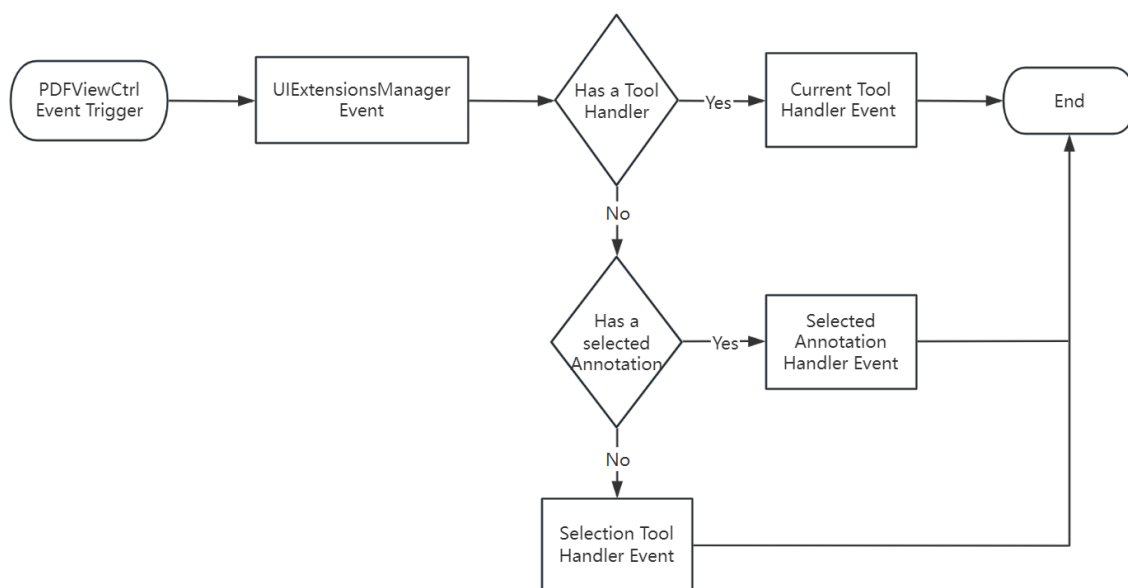 PDFViewCtrl
Event Trigger
UIExtensionsManager
Event
Has a Tool
Handler
Yes
Current Tool
Handler Event
End
No
Has a
selected
Annotation
Yes
Selected
Annotation
Handler Event
No
Selection Tool
Handler Event